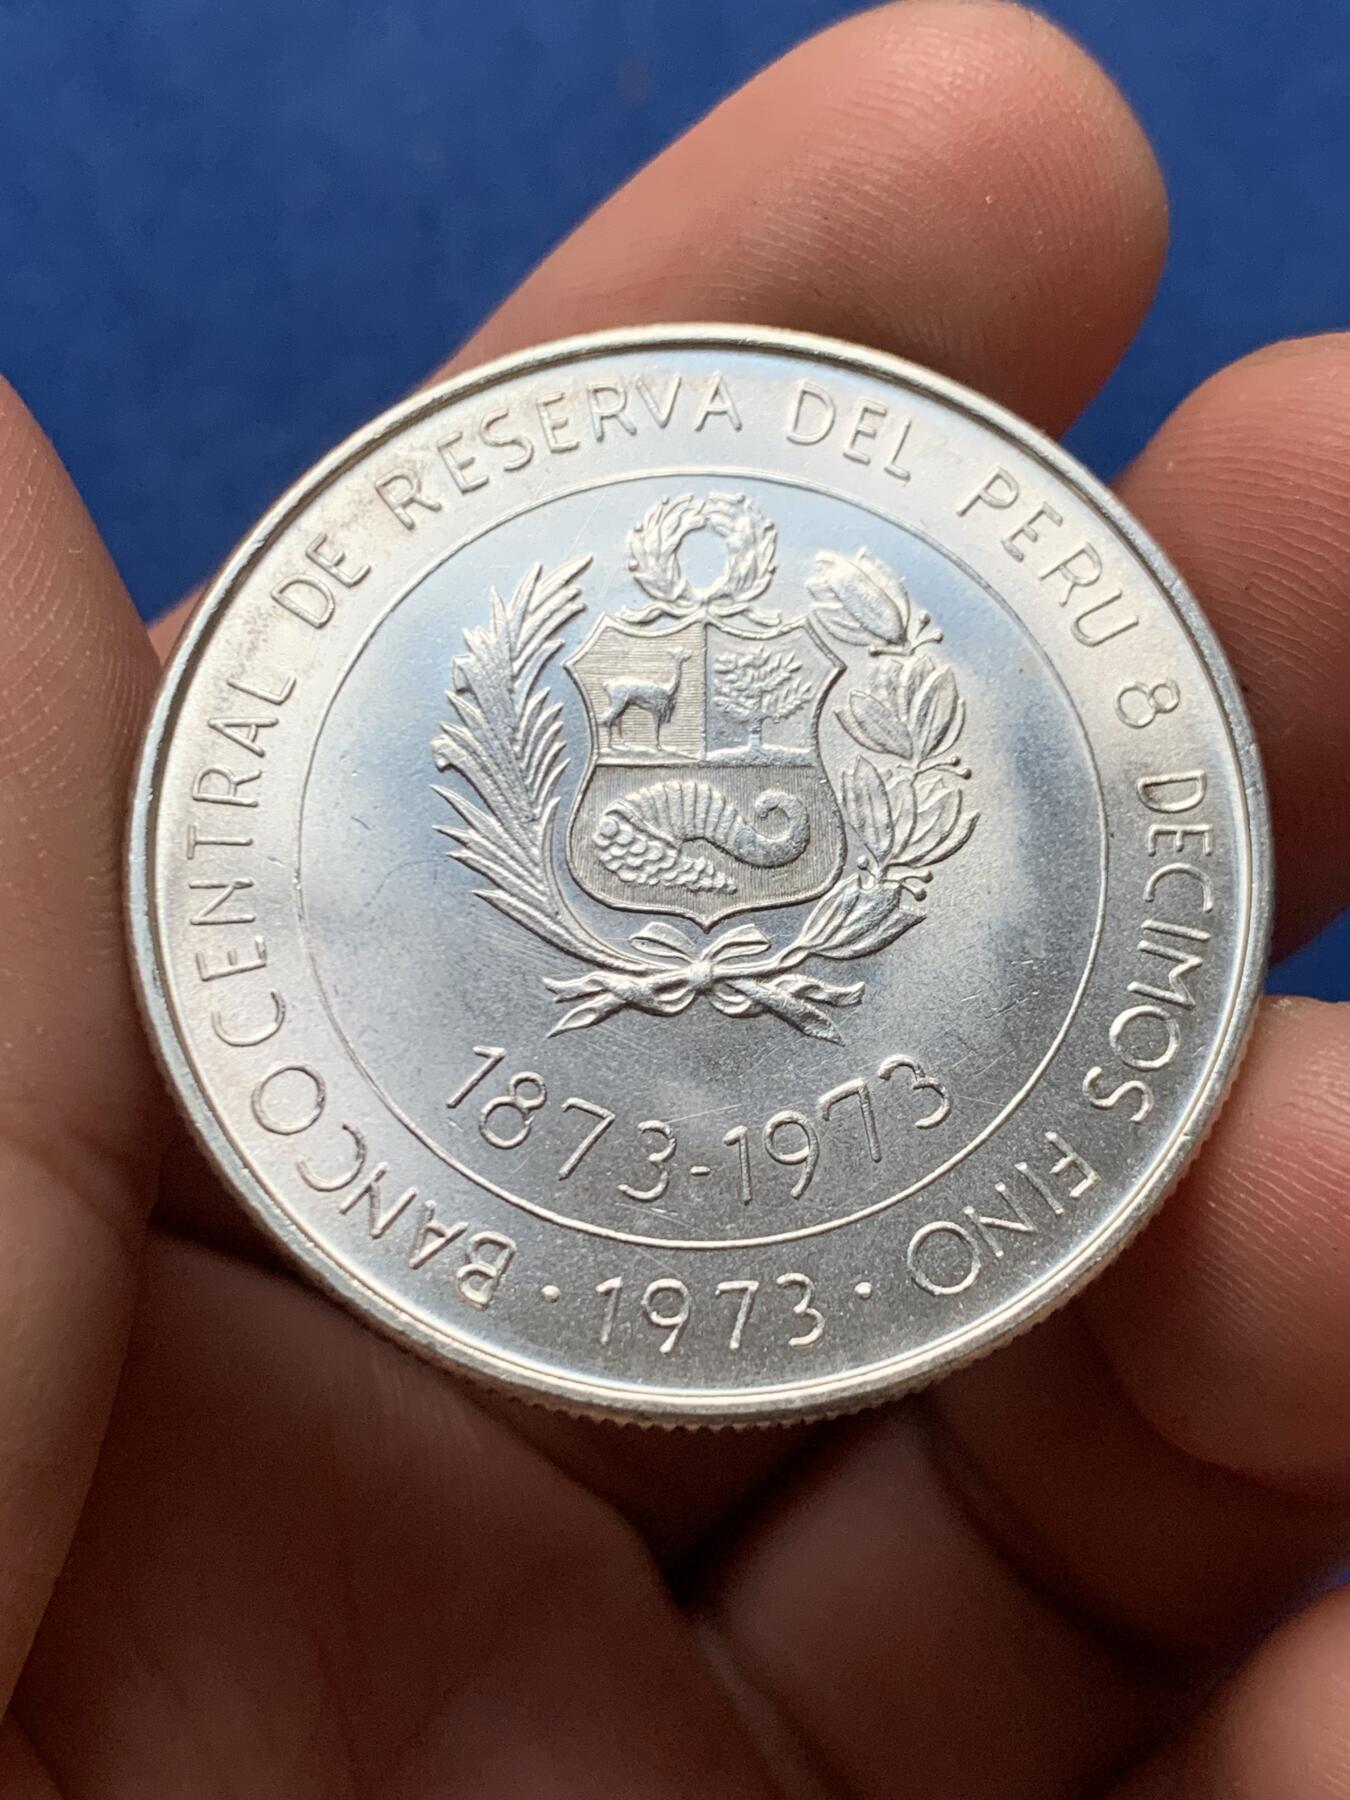 BANCO CENTRAL DE RESERVA DEL PERU 8 DECIMOS FINO
· 1973 ·
1873-1973